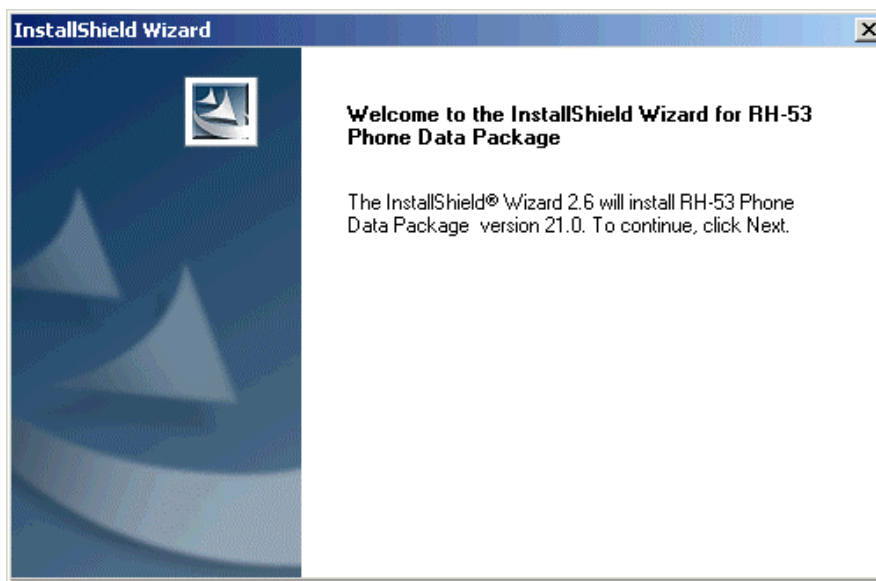 InstallShield Wizard
Welcome to the InstallShield Wizard for RH-53
Phone Data Package
The InstallShield® Wizard 2.6 will install RH-53 Phone
Data Package version 21.0. To continue, click Next.